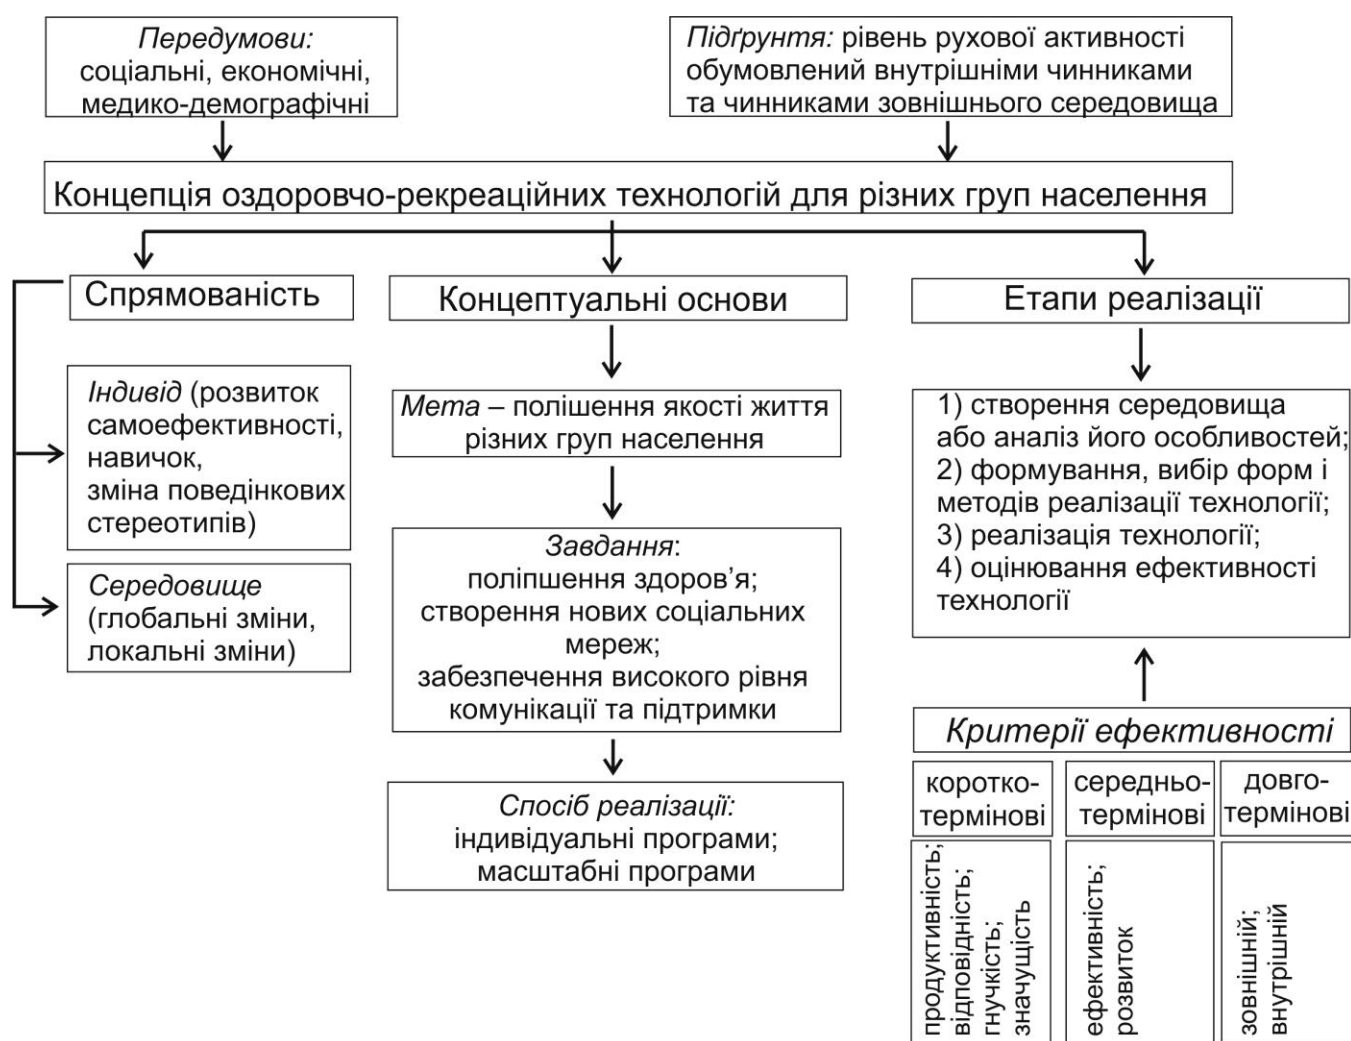 Передумови:
соціальні, економічні,
медико-демографічні
Підґрунтя: рівень рухової активності
обумовлений внутрішніми чинниками
та чинниками зовнішнього середовища
Концепція оздоровчо-рекреаційних технологій для різних груп населення
Спрямованість
Індивід (розвиток
самоефективності,
навичок,
зміна поведінкових
стереотипів)
Середовище
(глобальні зміни,
локальні зміни)
Концептуальні основи
Мета – полішення якості життя
різних груп населення
Завдання:
поліпшення здоров’я;
створення нових соціальних
мереж;
забезпечення високого рівня
комунікації та підтримки
Спосіб реалізації:
індивідуальні програми;
масштабні програми
Етапи реалізації
1) створення середовища
або аналіз його особливостей;
2) формування, вибір форм і
методів реалізації технології;
3) реалізація технології;
4) оцінювання ефективності
технології
Критерії ефективності
коротко-
термінові
середньо-
термінові
довго-
термінові
продуктивність;
відповідність;
гнучкість;
значущість
ефективність;
розвиток
зовнішній;
внутрішній